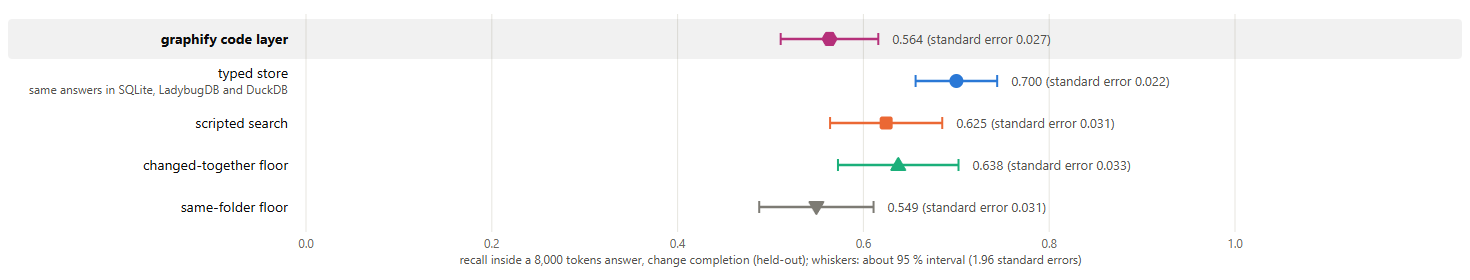 graphify code layer 0.564 (standard error 0.027)
typed store 0.700 (standard error 0.022)
same answers in SQLite, LadybugDB and DuckDB
scripted search 0.625 (standard error 0.031)
changed-together floor 0.638 (standard error 0.033)
same-folder floor 0.549 (standard error 0.031)
0.0 0.2 0.4 0.6 0.8 1.0
recall inside a 8,000 tokens answer, change completion (held-out); whiskers: about 95 % interval (1.96 standard errors)